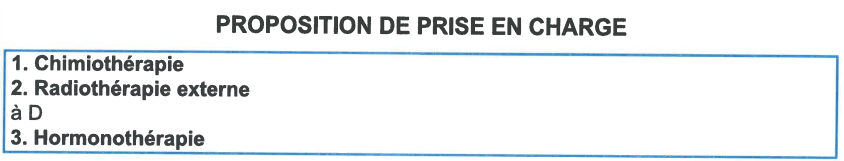 PROPOSITION DE PRISE EN CHARGE
1. Chimiothérapie
2. Radiothérapie externe
à D
3. Hormonothérapie